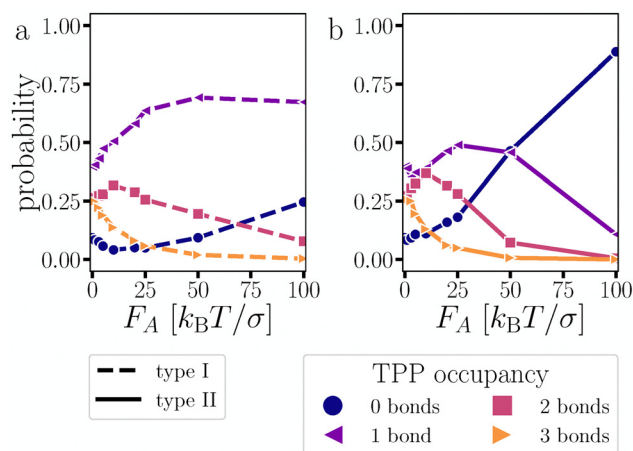 a
b
1.00
0.75
0.50
0.25
0.00
probability
1.00
0.75
0.50
0.25
0.00
0 25 50 75 100
0 25 50 75 100
F_A [k_BT/σ]
F_A [k_BT/σ]
type I
type II
TPP occupancy
0 bonds
2 bonds
1 bond
3 bonds